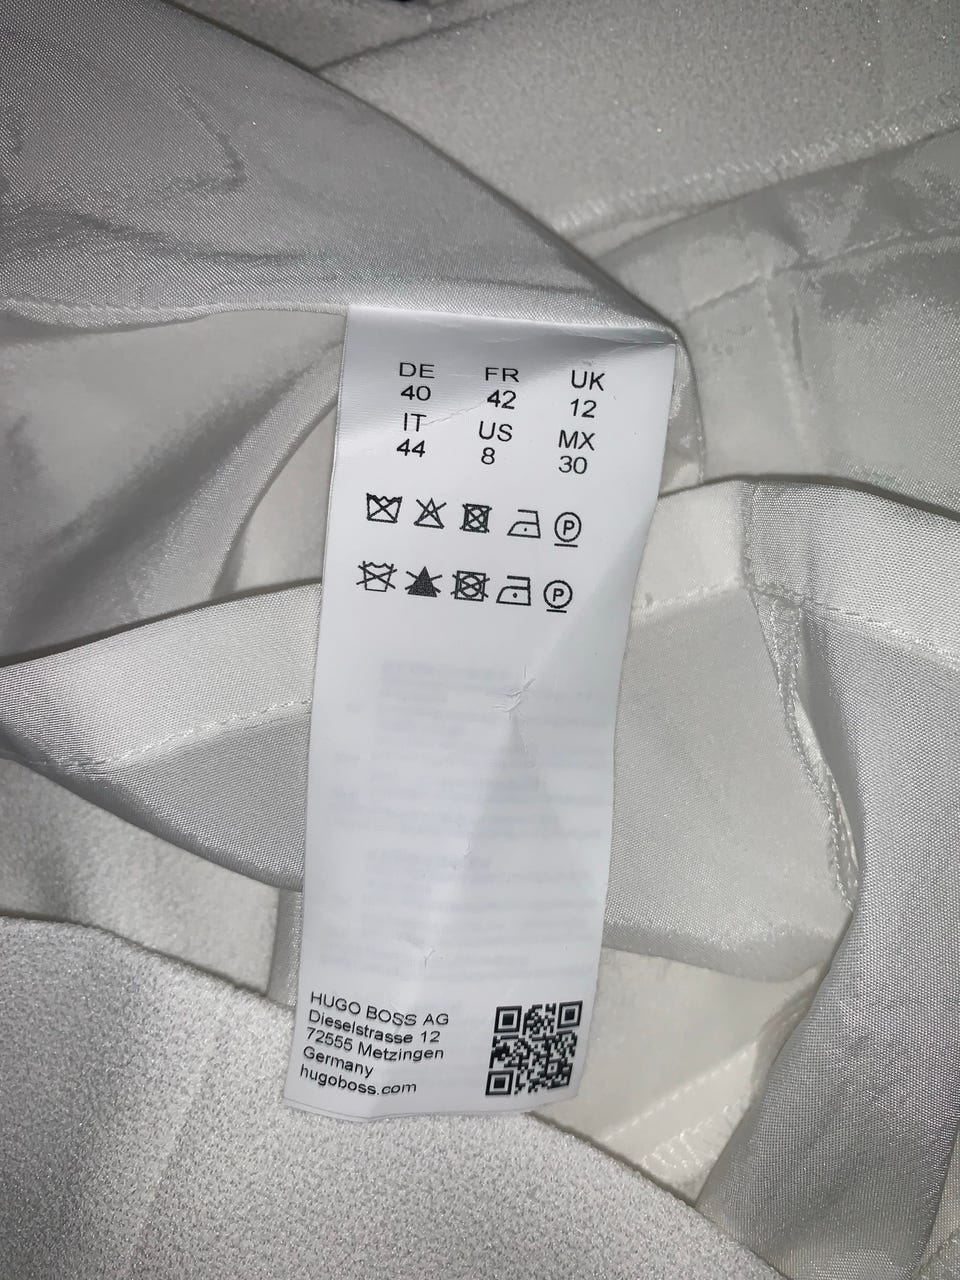 DE FR UK
40 42 12
IT US MX
44 8 30
P
P
HUGO BOSS AG
Dieselstrasse 12
72555 Metzingen
Germany
hugoboss.com